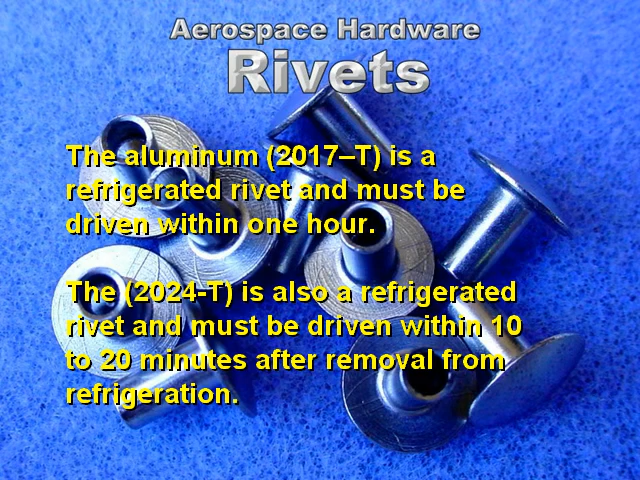 Aerospace Hardware
Rivets
The aluminum (2017–T) is a
refrigerated rivet and must be
driven within one hour.
The (2024-T) is also a refrigerated
rivet and must be driven within 10
to 20 minutes after removal from
refrigeration.